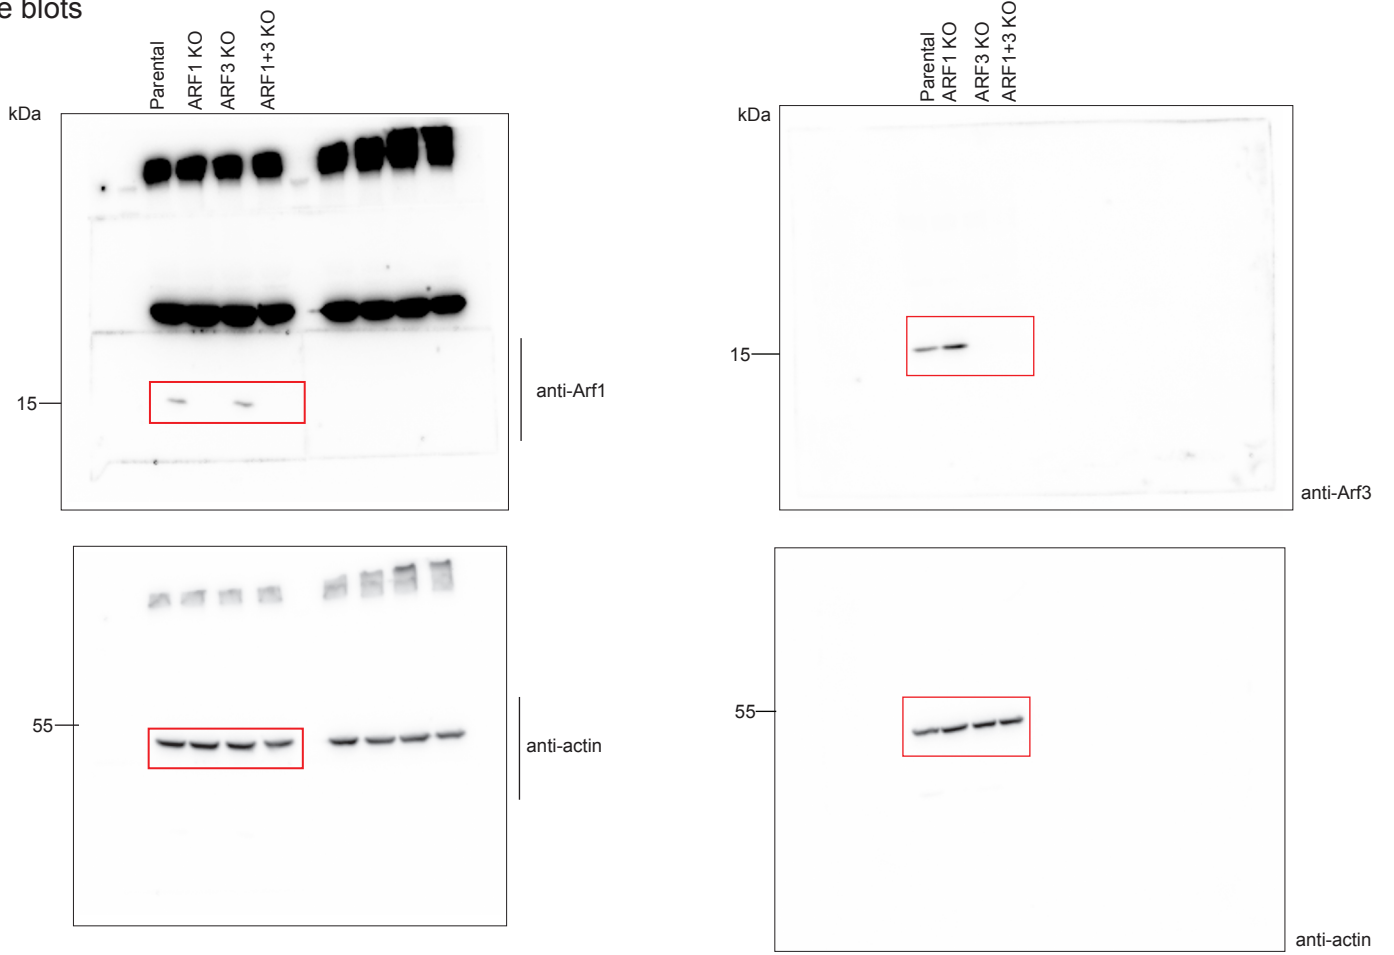 e blots
Parental
ARF1 KO
ARF3 KO
ARF1+3 KO
kDa
15
anti-Arf1
Parental
ARF1 KO
ARF3 KO
ARF1+3 KO
kDa
15
anti-Arf3
55
anti-actin
55
anti-actin